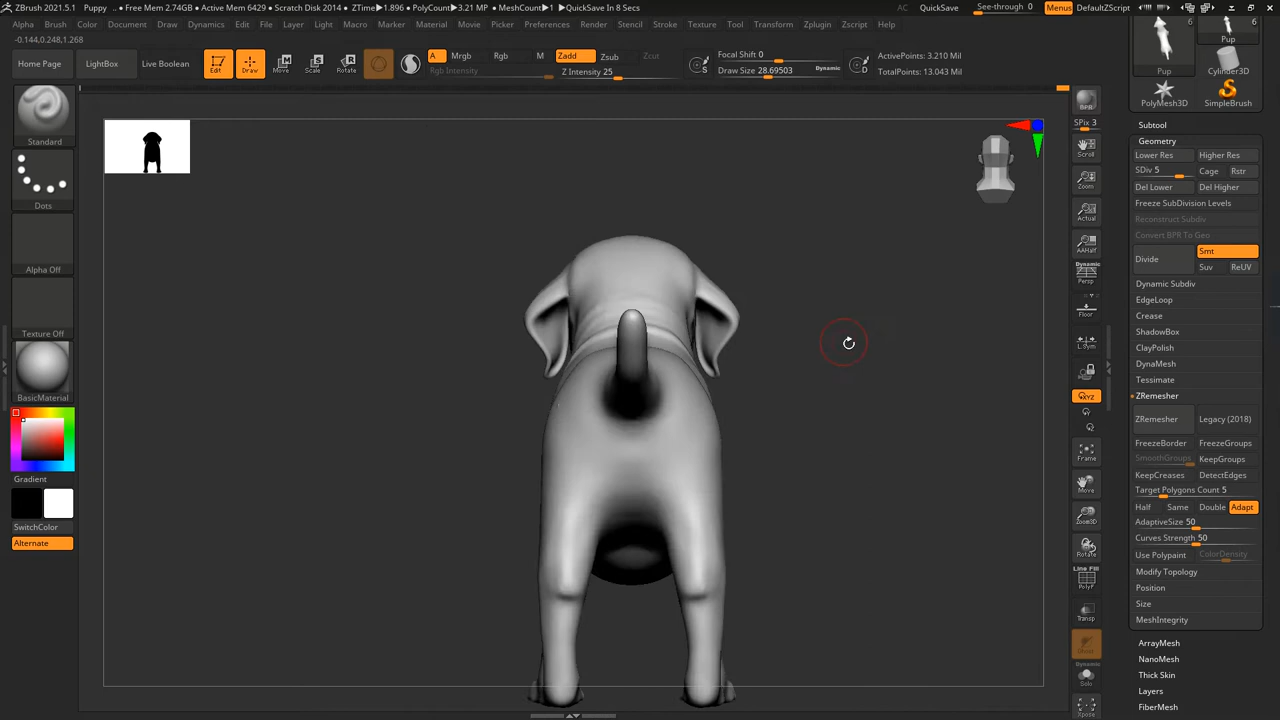 ZBrush 2021.5.1 Puppy .. ● Free Mem 2.74GB ● Active Mem 6429 ● Scratch Disk 2014 ● ZTime▶1.896 ● PolyCount▶3.21 MP ● MeshCount▶1 ▶QuickSave In 8 Secs AC QuickSave See-through 0 Menus DefaultZScript
Alpha Brush Color Document Draw Dynamics Edit File Layer Light Macro Marker Material Movie Picker Preferences Render Stencil Stroke Texture Tool Transform Zplugin Zscript Help
-0.144,0.248,1.268
Home Page LightBox Live Boolean Edit Draw Move Scale Rotate
A Mrgb Rgb M Zadd Zsub Zcut
Rgb Intensity Z Intensity 25
S Focal Shift 0
Draw Size 28.69503 Dynamic
D ActivePoints: 3.210 Mil
TotalPoints: 13.043 Mil
Standard
Dots
Alpha Off
Texture Off
BasicMaterial
Gradient
SwitchColor
Alternate
BPR
SPix 3
Scroll
Zoom
Actual
AAHalf
Dynamic
Persp
Floor
L.Sym
XYZ
Frame
Move
Zoom3D
Rotate
Line Fill
PolyF
Transp
Dynamic
Solo
Xpose
6 6
Pup Pup
Cylinder3D
PolyMesh3D SimpleBrush
Subtool
Geometry
Lower Res Higher Res
SDiv 5 Cage Rstr
Del Lower Del Higher
Freeze SubDivision Levels
Reconstruct Subdiv
Convert BPR To Geo
Divide Smt
Suv ReUV
Dynamic Subdiv
EdgeLoop
Crease
ShadowBox
ClayPolish
DynaMesh
Tessimate
ZRemesher
ZRemesher Legacy (2018)
FreezeBorder FreezeGroups
SmoothGroups KeepGroups
KeepCreases DetectEdges
Target Polygons Count 5
Half Same Double Adapt
AdaptiveSize 50
Curves Strength 50
Use Polypaint ColorDensity
Modify Topology
Position
Size
MeshIntegrity
ArrayMesh
NanoMesh
Thick Skin
Layers
FiberMesh